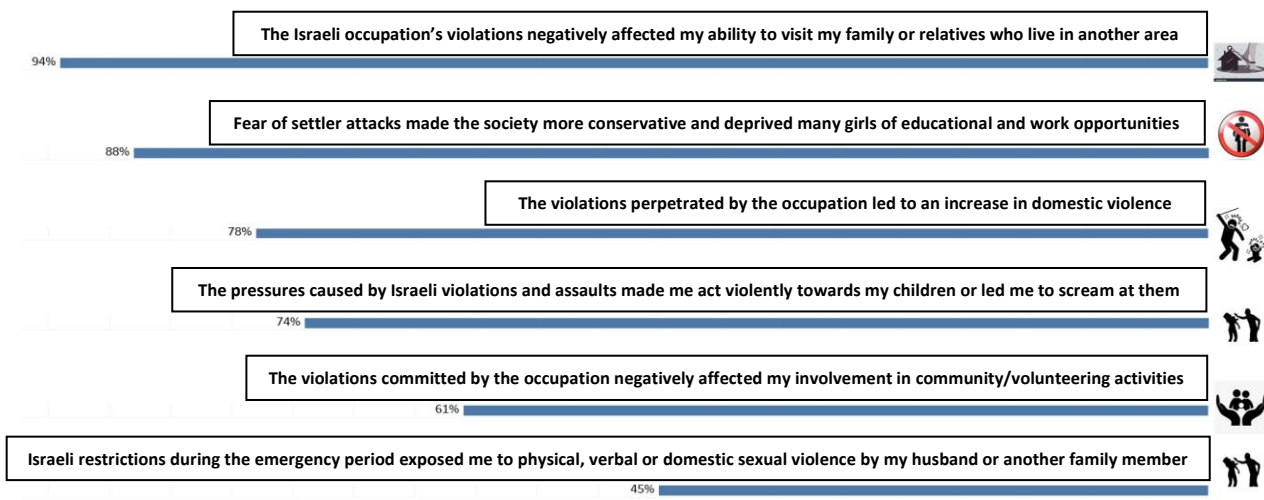 The Israeli occupation’s violations negatively affected my ability to visit my family or relatives who live in another area
94%
Fear of settler attacks made the society more conservative and deprived many girls of educational and work opportunities
88%
The violations perpetrated by the occupation led to an increase in domestic violence
78%
The pressures caused by Israeli violations and assaults made me act violently towards my children or led me to scream at them
74%
The violations committed by the occupation negatively affected my involvement in community/volunteering activities
61%
Israeli restrictions during the emergency period exposed me to physical, verbal or domestic sexual violence by my husband or another family member
45%